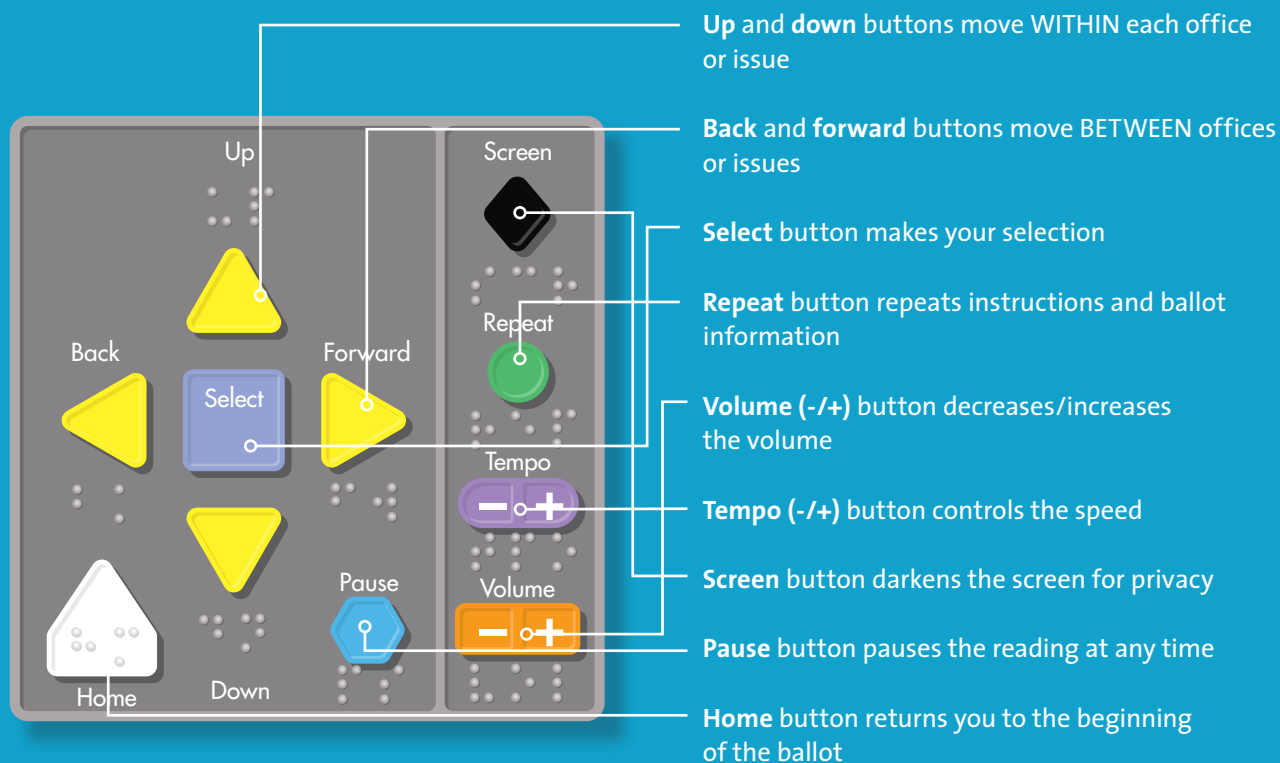 Up and down buttons move WITHIN each office
or issue
Back and forward buttons move BETWEEN offices
or issues
Select button makes your selection
Repeat button repeats instructions and ballot
information
Volume (-/+) button decreases/increases
the volume
Tempo (-/+) button controls the speed
Screen button darkens the screen for privacy
Pause button pauses the reading at any time
Home button returns you to the beginning
of the ballot
Up
Screen
Repeat
Back
Forward
Select
Tempo
− +
Pause
Volume
− +
Home
Down